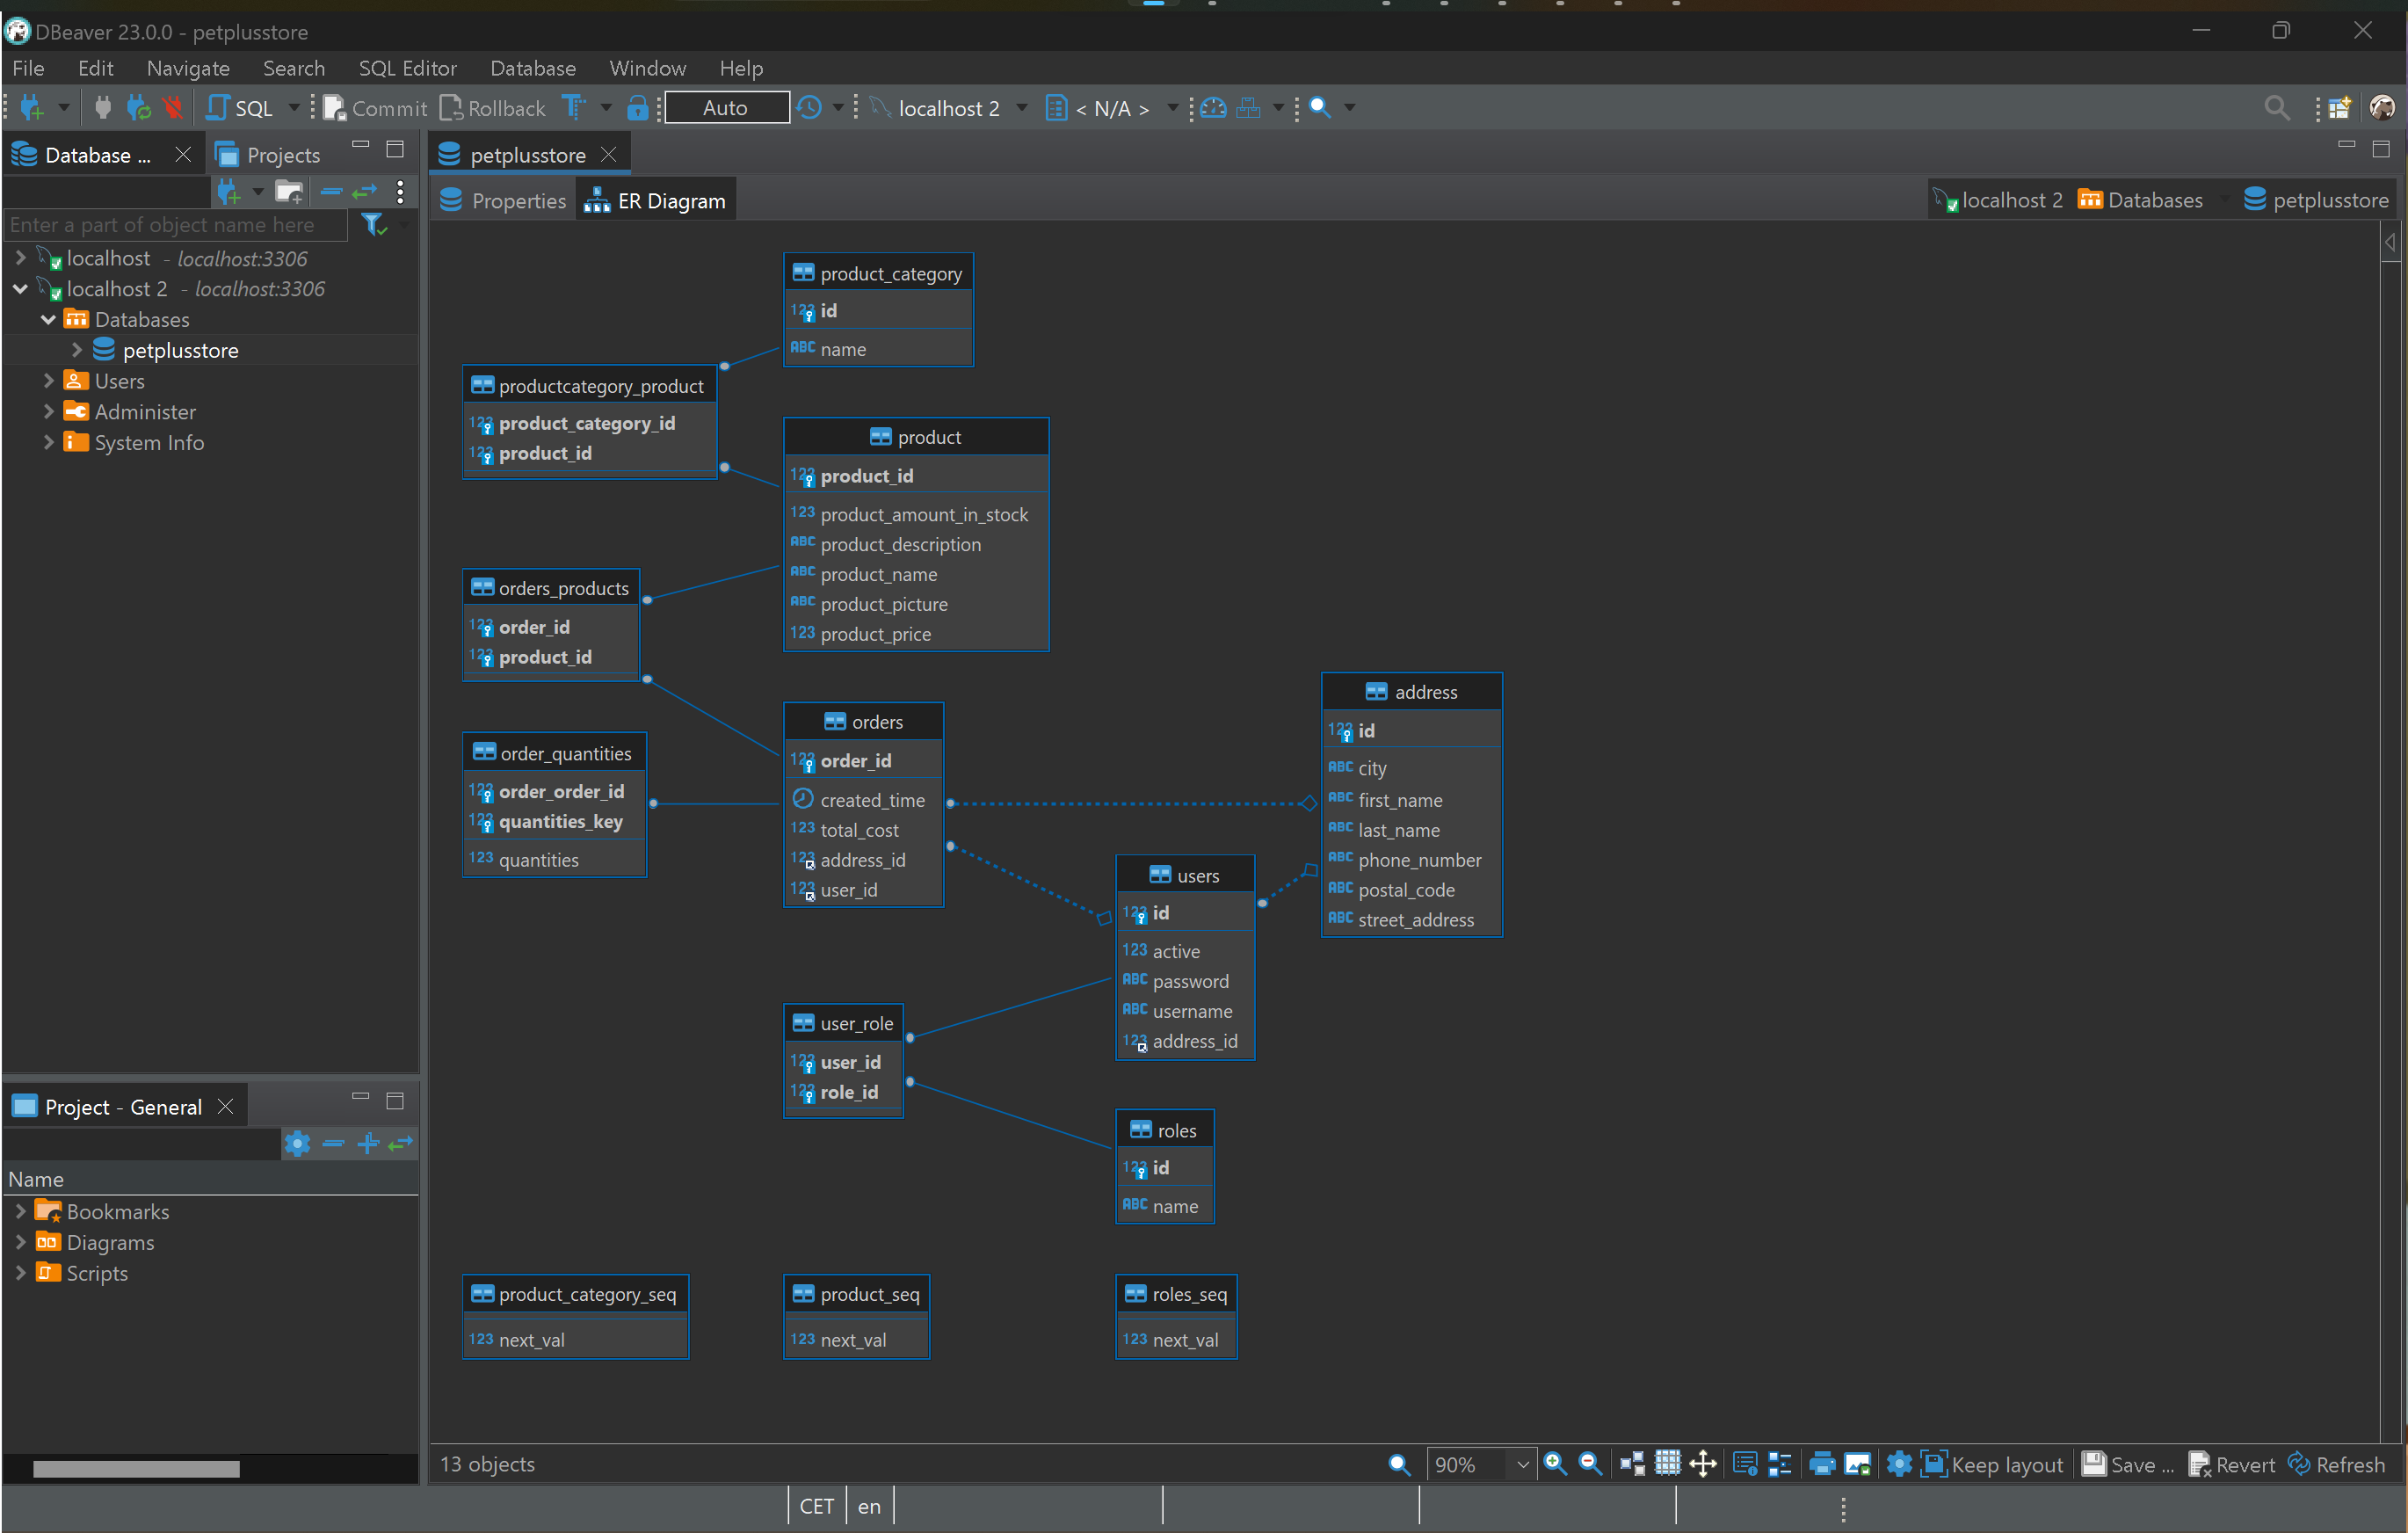 DBeaver 23.0.0 - petplusstore
File Edit Navigate Search SQL Editor Database Window Help
SQL Commit Rollback Auto localhost 2 < N/A >
Database ... Projects
Enter a part of object name here
localhost - localhost:3306
localhost 2 - localhost:3306
Databases
petplusstore
Users
Administer
System Info
Project - General
Name
Bookmarks
Diagrams
Scripts
petplusstore
Properties ER Diagram localhost 2 Databases petplusstore
product_category
123 id
ABC name
productcategory_product
123 product_category_id
123 product_id
product
123 product_id
123 product_amount_in_stock
ABC product_description
ABC product_name
ABC product_picture
123 product_price
orders_products
123 order_id
123 product_id
order_quantities
123 order_order_id
123 quantities_key
123 quantities
orders
123 order_id
created_time
123 total_cost
123 address_id
123 user_id
address
123 id
ABC city
ABC first_name
ABC last_name
ABC phone_number
ABC postal_code
ABC street_address
users
123 id
123 active
ABC password
ABC username
123 address_id
user_role
123 user_id
123 role_id
roles
123 id
ABC name
product_category_seq
123 next_val
product_seq
123 next_val
roles_seq
123 next_val
13 objects 90% Keep layout Save ... Revert Refresh
CET en